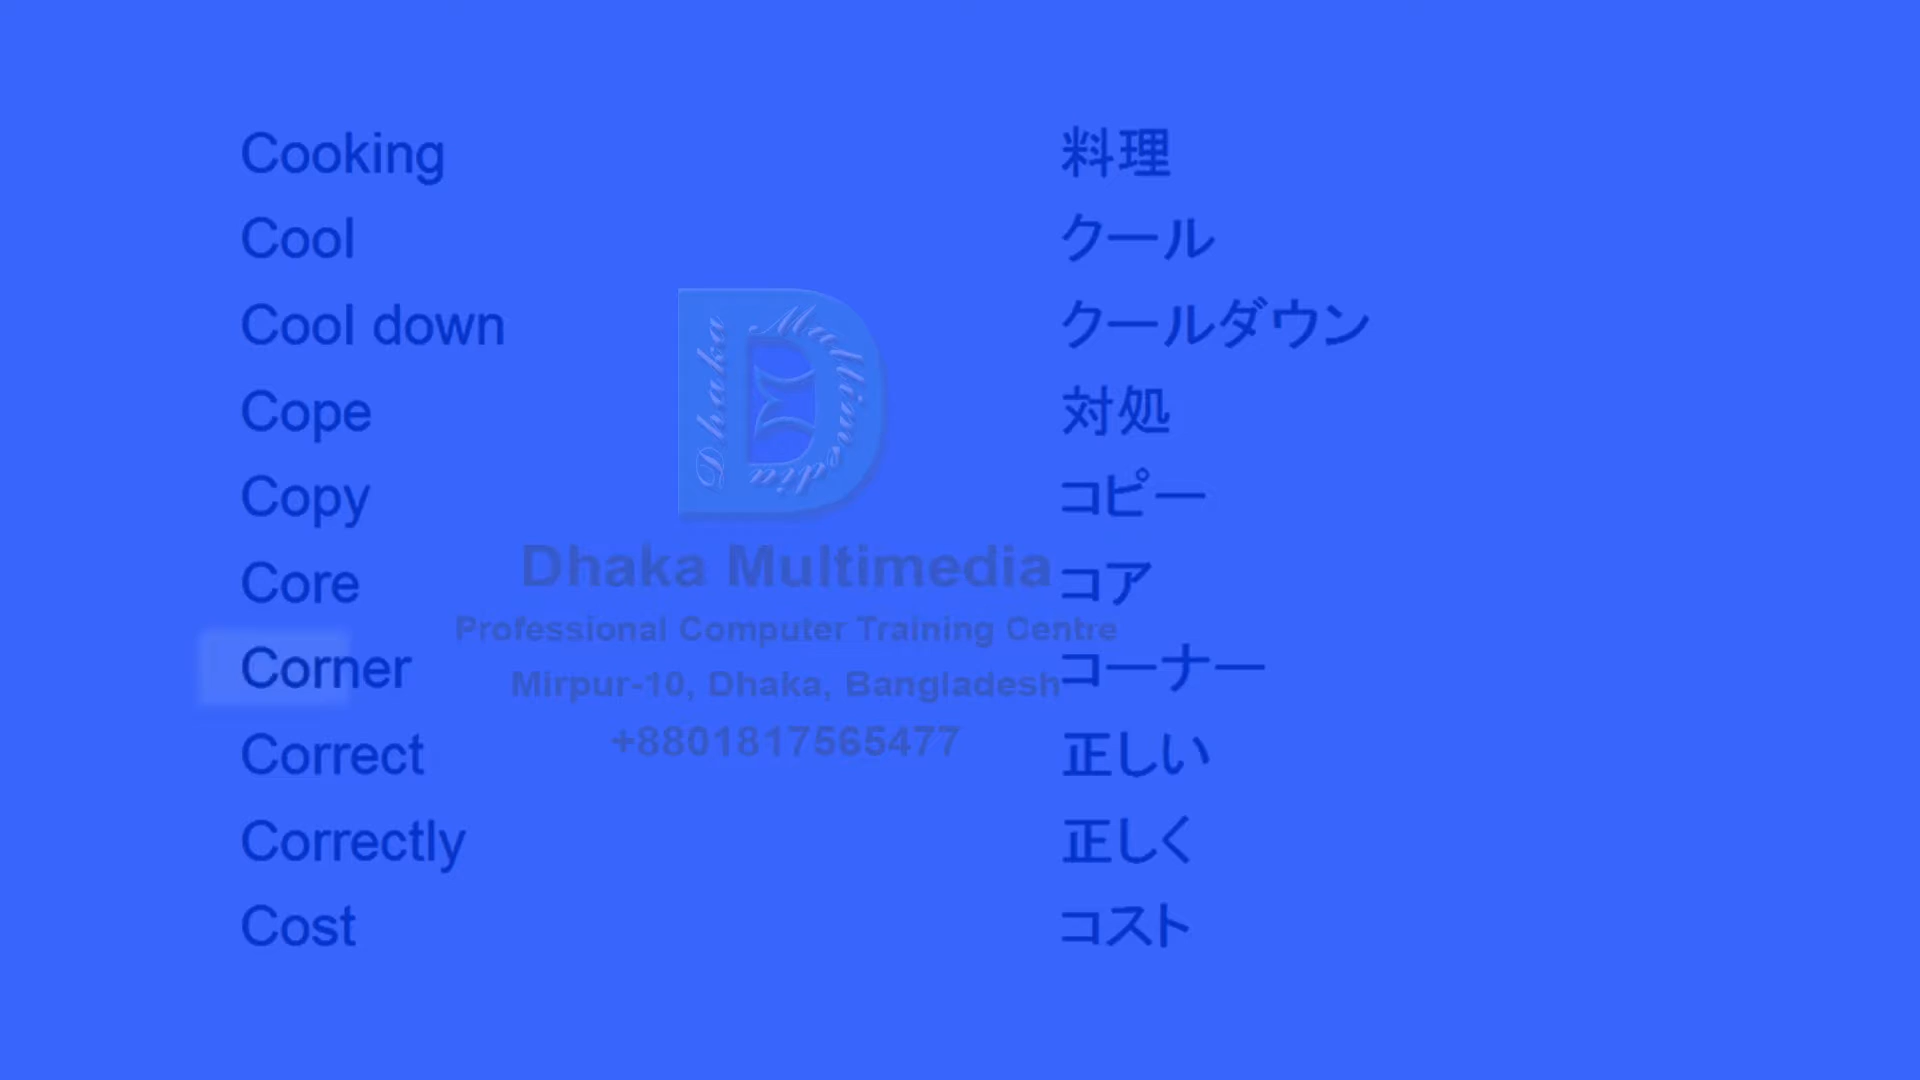 Cooking 料理
Cool クール
Cool down クールダウン
Cope 対処
Copy コピー
Core コア
Corner コーナー
Correct 正しい
Correctly 正しく
Cost コスト
Dhaka Multimedia
Dhaka Multimedia
Professional Computer Training Centre
Mirpur-10, Dhaka, Bangladesh
+8801817565477